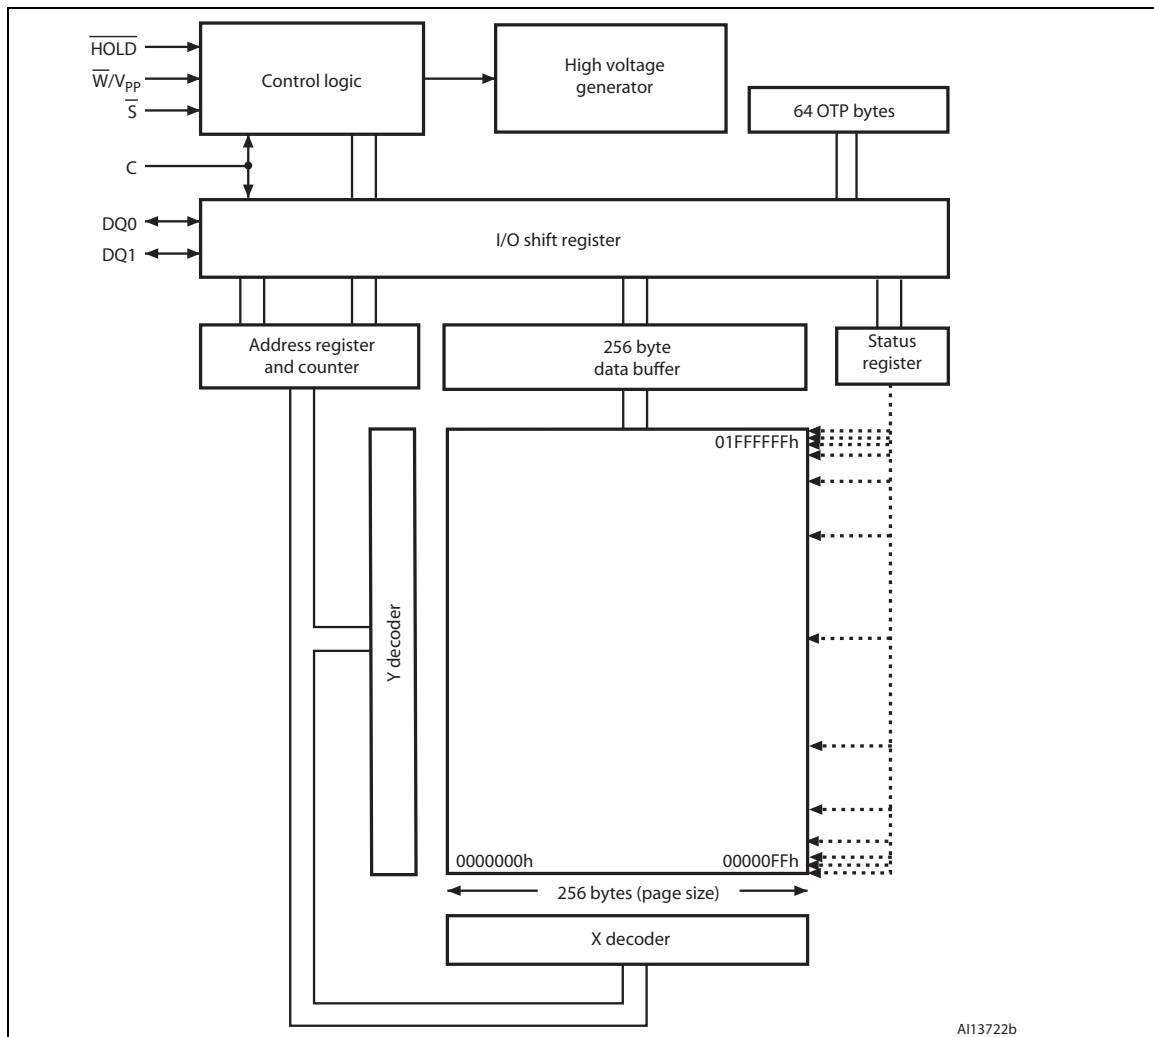 HOLD
W/VPP
S
C
DQ0
DQ1
Control logic
High voltage
generator
64 OTP bytes
I/O shift register
Address register
and counter
256 byte
data buffer
Status
register
01FFFFFFh
Y decoder
0000000h
00000FFh
256 bytes (page size)
X decoder
AI13722b